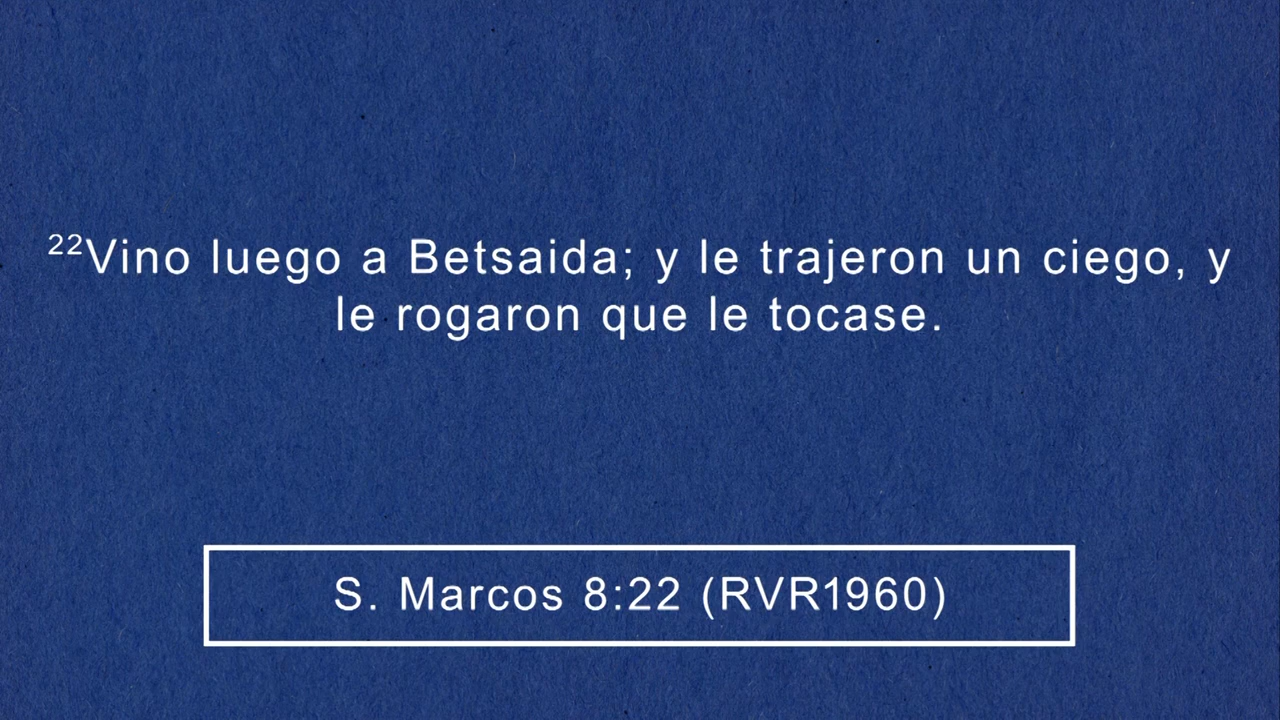 ²²Vino luego a Betsaida; y le trajeron un ciego, y
le rogaron que le tocase.
S. Marcos 8:22 (RVR1960)